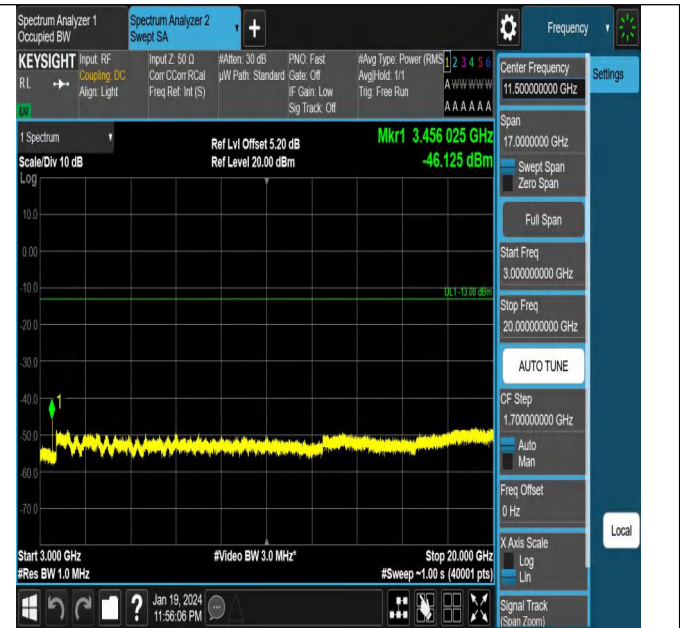 Spectrum Analyzer 1
Occupied BW
Spectrum Analyzer 2
Swept SA
Frequency
KEYSIGHT
RL
LXI
Input: RF
Coupling: DC
Align: Light
Input Z: 50 Ω
Corr CCorr RCal
Freq Ref: Int (S)
#Atten: 30 dB
µW Path: Standard
PNO: Fast
Gate: Off
IF Gain: Low
Sig Track: Off
#Avg Type: Power (RMS
Avg|Hold: 1/1
Trig: Free Run
1 2 3 4 5 6
A W W W W W
A A A A A A
1 Spectrum
Scale/Div 10 dB
Log
Ref Lvl Offset 5.20 dB
Ref Level 20.00 dBm
Mkr1 3.456 025 GHz
-46.125 dBm
10.0
0.00
-10.0
-20.0
-30.0
-40.0
-50.0
-60.0
-70.0
DL1 -13.00 dBm
1
Start 3.000 GHz
#Res BW 1.0 MHz
#Video BW 3.0 MHz*
Stop 20.000 GHz
#Sweep ~1.00 s (40001 pts)
Jan 19, 2024
11:56:06 PM
?
Center Frequency
11.500000000 GHz
Settings
Span
17.0000000 GHz
Swept Span
Zero Span
Full Span
Start Freq
3.000000000 GHz
Stop Freq
20.000000000 GHz
AUTO TUNE
CF Step
1.700000000 GHz
Auto
Man
Freq Offset
0 Hz
X Axis Scale
Log
Lin
Signal Track
(Span Zoom)
Local